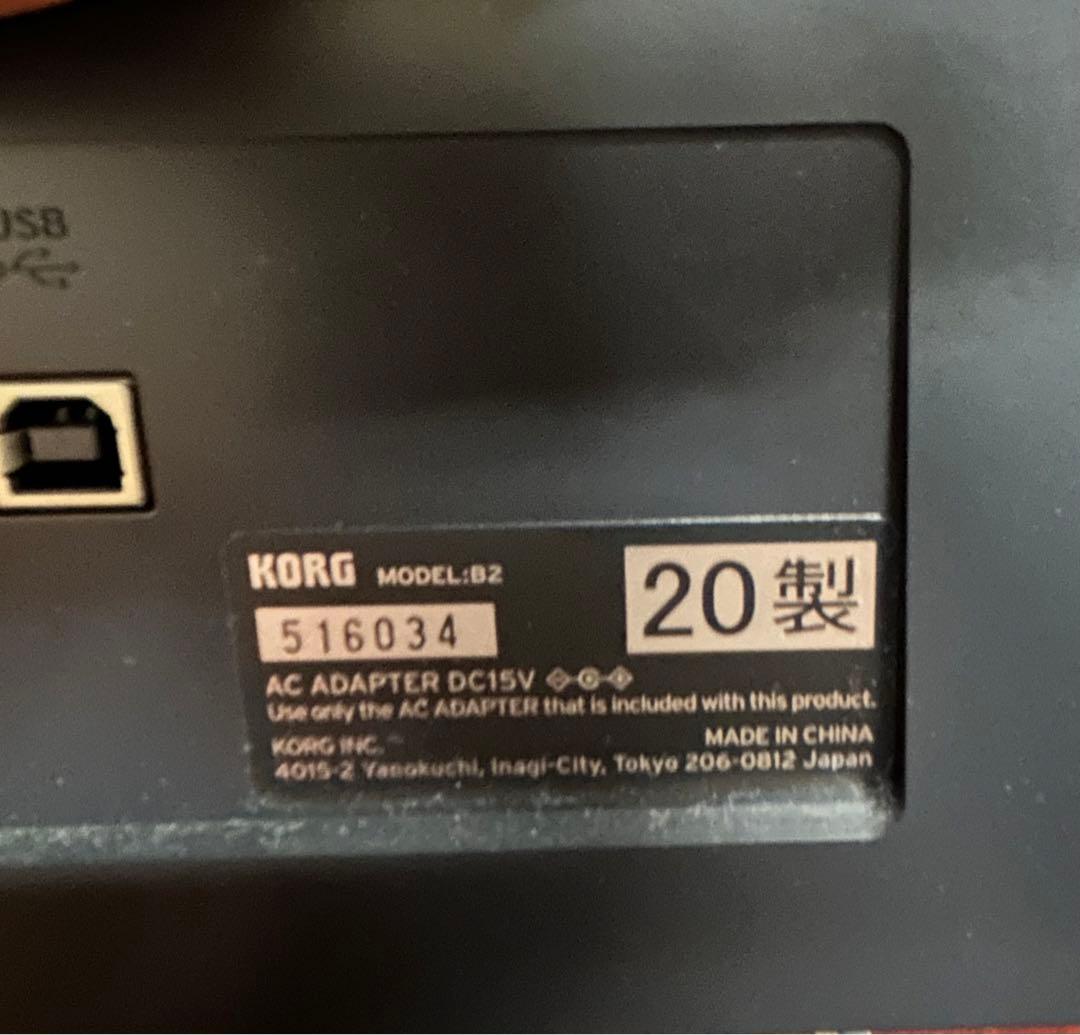 USB
KORG MODEL:B2
20製
516034
AC ADAPTER DC15V
Use only the AC ADAPTER that is included with this product.
KORG INC.
MADE IN CHINA
4015-2 Yanokuchi, Inagi-City, Tokyo 206-0812 Japan